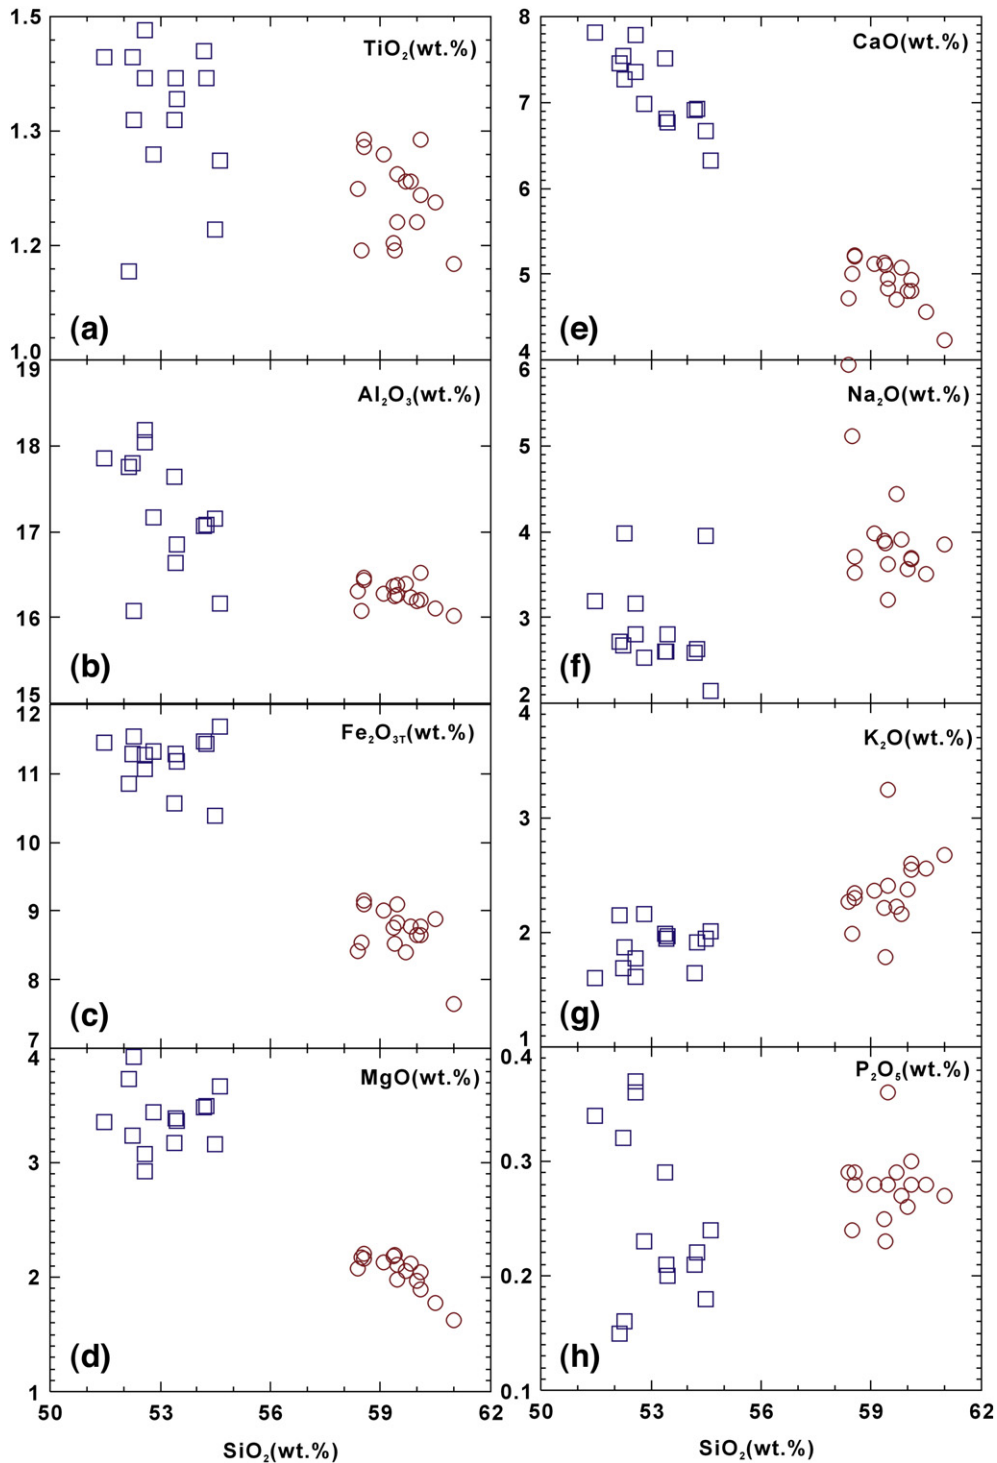 1.5
TiO₂(wt.%)
1.3
1.2
(a)
1.0
19
Al₂O₃(wt.%)
18
17
16
(b)
15
12
Fe₂O₃T(wt.%)
11
10
9
8
(c)
7
4
MgO(wt.%)
3
2
(d)
1
50 53 56 59 62
SiO₂(wt.%)
8
CaO(wt.%)
7
6
5
(e)
4
6
Na₂O(wt.%)
5
4
3
(f)
2
4
K₂O(wt.%)
3
2
(g)
1
0.4
P₂O₅(wt.%)
0.3
0.2
(h)
0.1
50 53 56 59 62
SiO₂(wt.%)